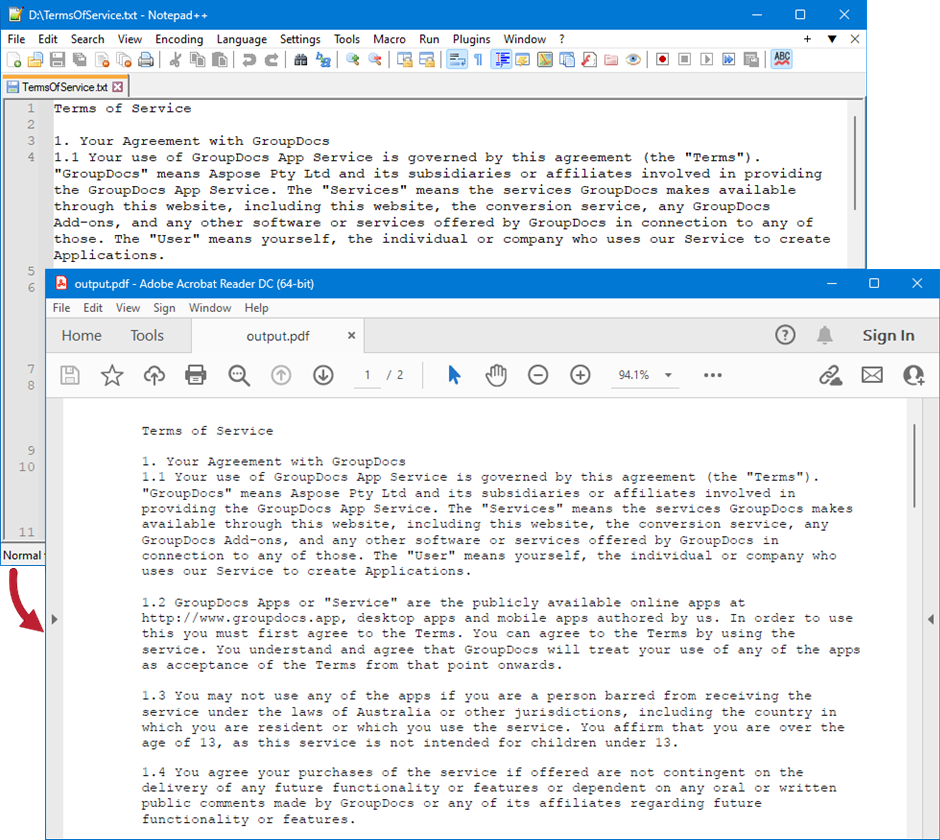 D:\TermsOfService.txt - Notepad++
File Edit Search View Encoding Language Settings Tools Macro Run Plugins Window ? + ▼ X
ABC
TermsOfService.txt
1 Terms of Service
2
3 1. Your Agreement with GroupDocs
4 1.1 Your use of GroupDocs App Service is governed by this agreement (the "Terms").
"GroupDocs" means Aspose Pty Ltd and its subsidiaries or affiliates involved in providing
the GroupDocs App Service. The "Services" means the services GroupDocs makes available
through this website, including this website, the conversion service, any GroupDocs
Add-ons, and any other software or services offered by GroupDocs in connection to any of
those. The "User" means yourself, the individual or company who uses our Service to create
Applications.
5
6
7
8
9
10
11
Normal
output.pdf - Adobe Acrobat Reader DC (64-bit)
File Edit View Sign Window Help
Home Tools output.pdf × ? Sign In
1 / 2 94.1%
Terms of Service
1. Your Agreement with GroupDocs
1.1 Your use of GroupDocs App Service is governed by this agreement (the "Terms").
"GroupDocs" means Aspose Pty Ltd and its subsidiaries or affiliates involved in
providing the GroupDocs App Service. The "Services" means the services GroupDocs makes
available through this website, including this website, the conversion service, any
GroupDocs Add-ons, and any other software or services offered by GroupDocs in
connection to any of those. The "User" means yourself, the individual or company who
uses our Service to create Applications.
1.2 GroupDocs Apps or "Service" are the publicly available online apps at
http://www.groupdocs.app, desktop apps and mobile apps authored by us. In order to use
this you must first agree to the Terms. You can agree to the Terms by using the
service. You understand and agree that GroupDocs will treat your use of any of the apps
as acceptance of the Terms from that point onwards.
1.3 You may not use any of the apps if you are a person barred from receiving the
service under the laws of Australia or other jurisdictions, including the country in
which you are resident or which you use the service. You affirm that you are over the
age of 13, as this service is not intended for children under 13.
1.4 You agree your purchases of the service if offered are not contingent on the
delivery of any future functionality or features or dependent on any oral or written
public comments made by GroupDocs or any of its affiliates regarding future
functionality or features.